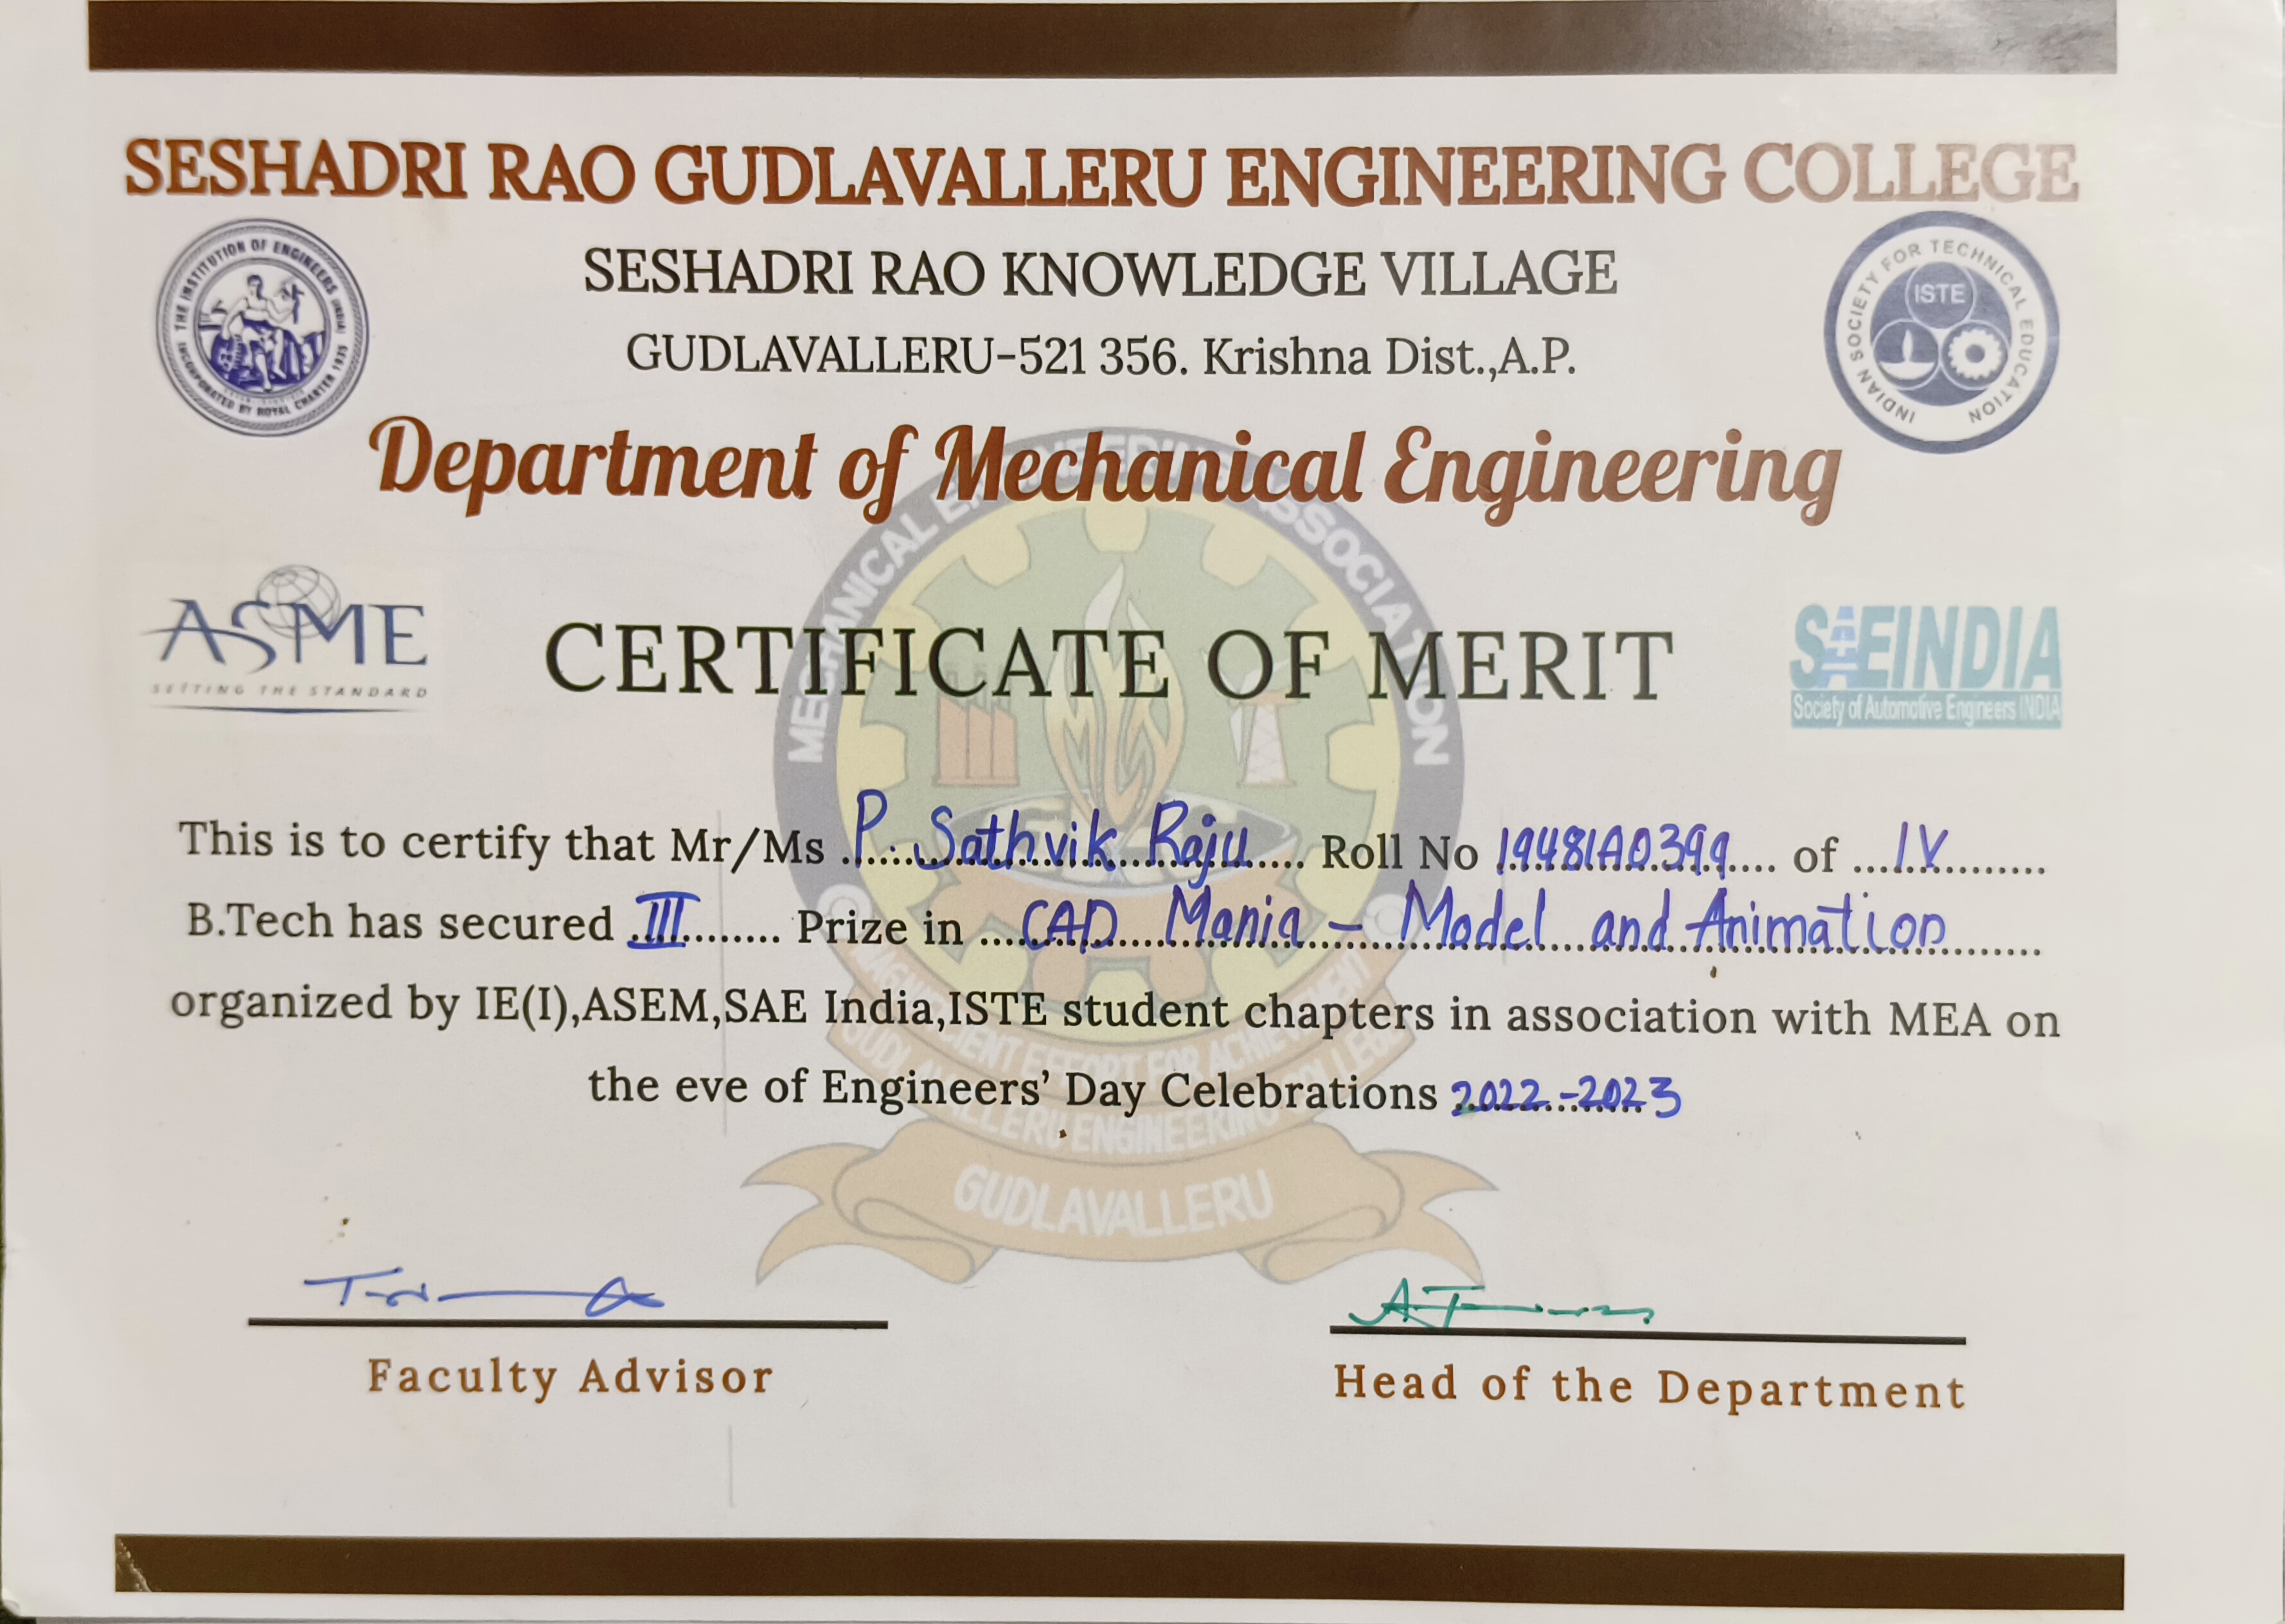 SESHADRI RAO GUDLAVALLERU ENGINEERING COLLEGE
THE INSTITUTION OF ENGINEERS (INDIA)
INCORPORATED BY ROYAL CHARTER 1935
SESHADRI RAO KNOWLEDGE VILLAGE
INDIAN SOCIETY FOR TECHNICAL EDUCATION
ISTE
GUDLAVALLERU-521 356. Krishna Dist.,A.P.
Department of Mechanical Engineering
MECHANICAL ENGINEERING ASSOCIATION
ASME
SETTING THE STANDARD
CERTIFICATE OF MERIT
SAEINDIA
Society of Automotive Engineers INDIA
This is to certify that Mr/Ms P. Sathvik Raju Roll No 19481A0399 of IV
B.Tech has secured III Prize in CAD Mania - Model and Animation
organized by IE(I),ASEM,SAE India,ISTE student chapters in association with MEA on
the eve of Engineers' Day Celebrations 2022-2023
EFFORT FOR ACHIEVEMENT
GUDLAVALLERU ENGINEERING COLLEGE
GUDLAVALLERU
Faculty Advisor
Head of the Department